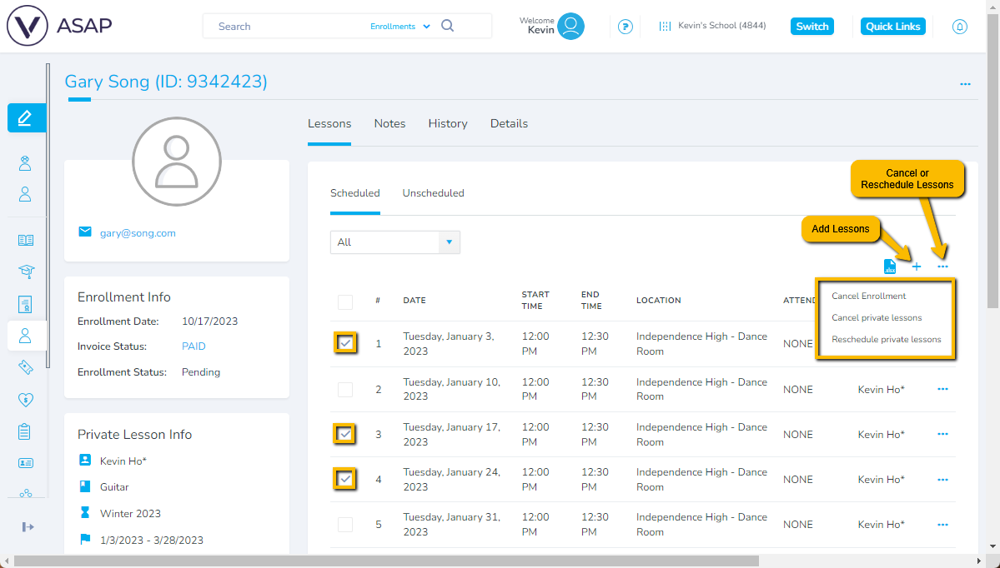 ASAP
Search
Enrollments
Welcome
Kevin
?
Kevin's School (4844)
Switch
Quick Links
Gary Song (ID: 9342423)
Lessons Notes History Details
gary@song.com
Enrollment Info
Enrollment Date: 10/17/2023
Invoice Status: PAID
Enrollment Status: Pending
Private Lesson Info
Kevin Ho*
Guitar
Winter 2023
1/3/2023 - 3/28/2023
Cancel or
Reschedule Lessons
Scheduled Unscheduled
Add Lessons
All
xlsx
Cancel Enrollment
Cancel private lessons
Reschedule private lessons
# DATE START TIME END TIME LOCATION ATTEND
1 Tuesday, January 3, 2023 12:00 PM 12:30 PM Independence High - Dance Room NONE
2 Tuesday, January 10, 2023 12:00 PM 12:30 PM Independence High - Dance Room NONE Kevin Ho*
3 Tuesday, January 17, 2023 12:00 PM 12:30 PM Independence High - Dance Room NONE Kevin Ho*
4 Tuesday, January 24, 2023 12:00 PM 12:30 PM Independence High - Dance Room NONE Kevin Ho*
5 Tuesday, January 31, 2023 12:00 PM 12:30 PM Independence High - Dance Room NONE Kevin Ho*